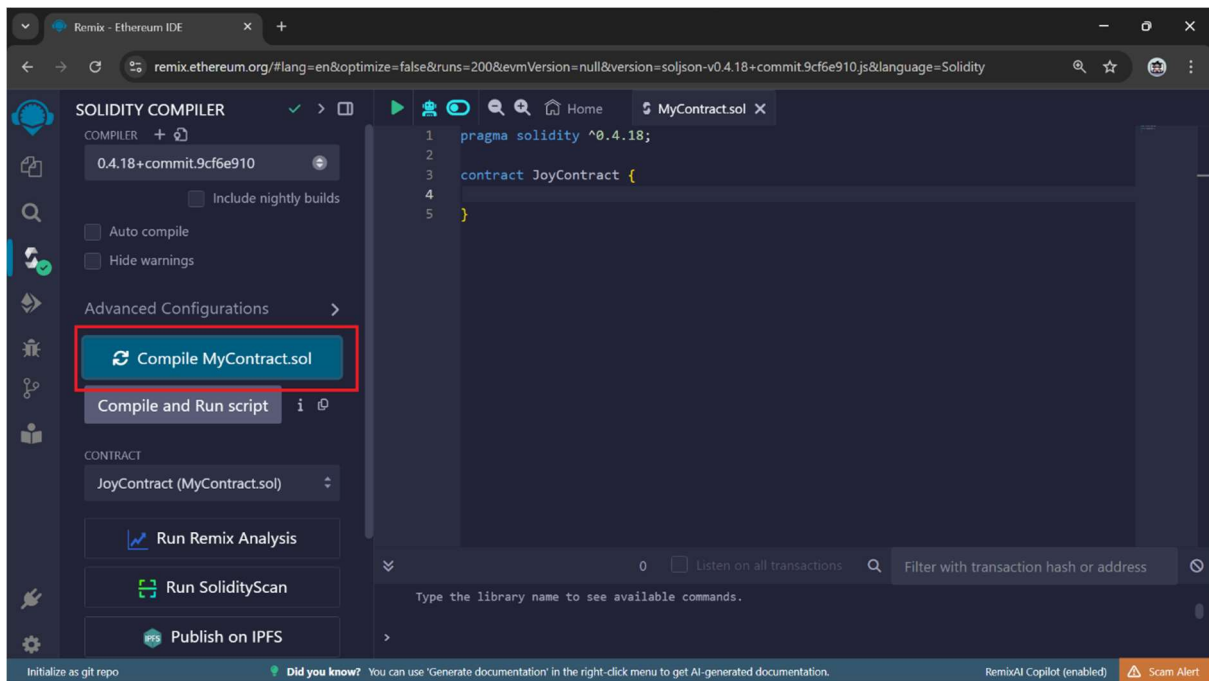 Remix - Ethereum IDE
remix.ethereum.org/#lang=en&optimize=false&runs=200&evmVersion=null&version=soljson-v0.4.18+commit.9cf6e910.js&language=Solidity
SOLIDITY COMPILER
Home
MyContract.sol
COMPILER
0.4.18+commit.9cf6e910
Include nightly builds
Auto compile
Hide warnings
Advanced Configurations
Compile MyContract.sol
Compile and Run script
i
CONTRACT
JoyContract (MyContract.sol)
Run Remix Analysis
Run SolidityScan
IPFS Publish on IPFS
1 pragma solidity ^0.4.18;
2
3 contract JoyContract {
4
5 }
0 Listen on all transactions Filter with transaction hash or address
Type the library name to see available commands.
>
Initialize as git repo
Did you know? You can use 'Generate documentation' in the right-click menu to get AI-generated documentation.
RemixAI Copilot (enabled)
Scam Alert